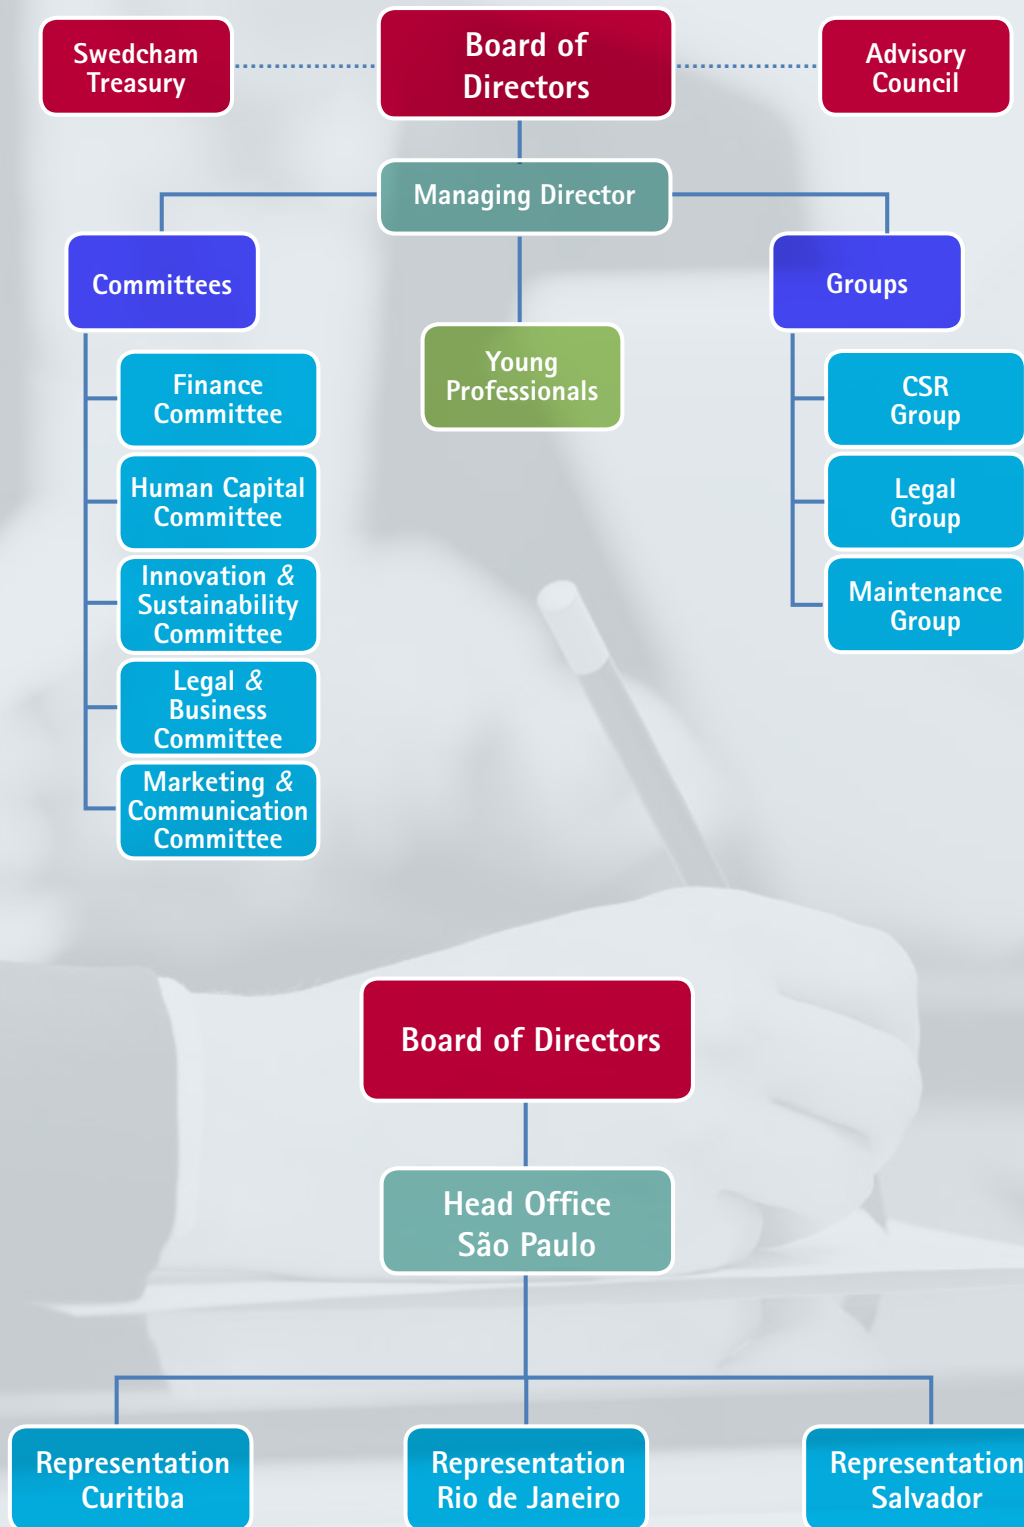 Swedcham
Treasury
Board of
Directors
Advisory
Council
Managing Director
Committees
Groups
Young
Professionals
Finance
Committee
Human Capital
Committee
Innovation &
Sustainability
Committee
Legal &
Business
Committee
Marketing &
Communication
Committee
CSR
Group
Legal
Group
Maintenance
Group
Board of Directors
Head Office
São Paulo
Representation
Curitiba
Representation
Rio de Janeiro
Representation
Salvador